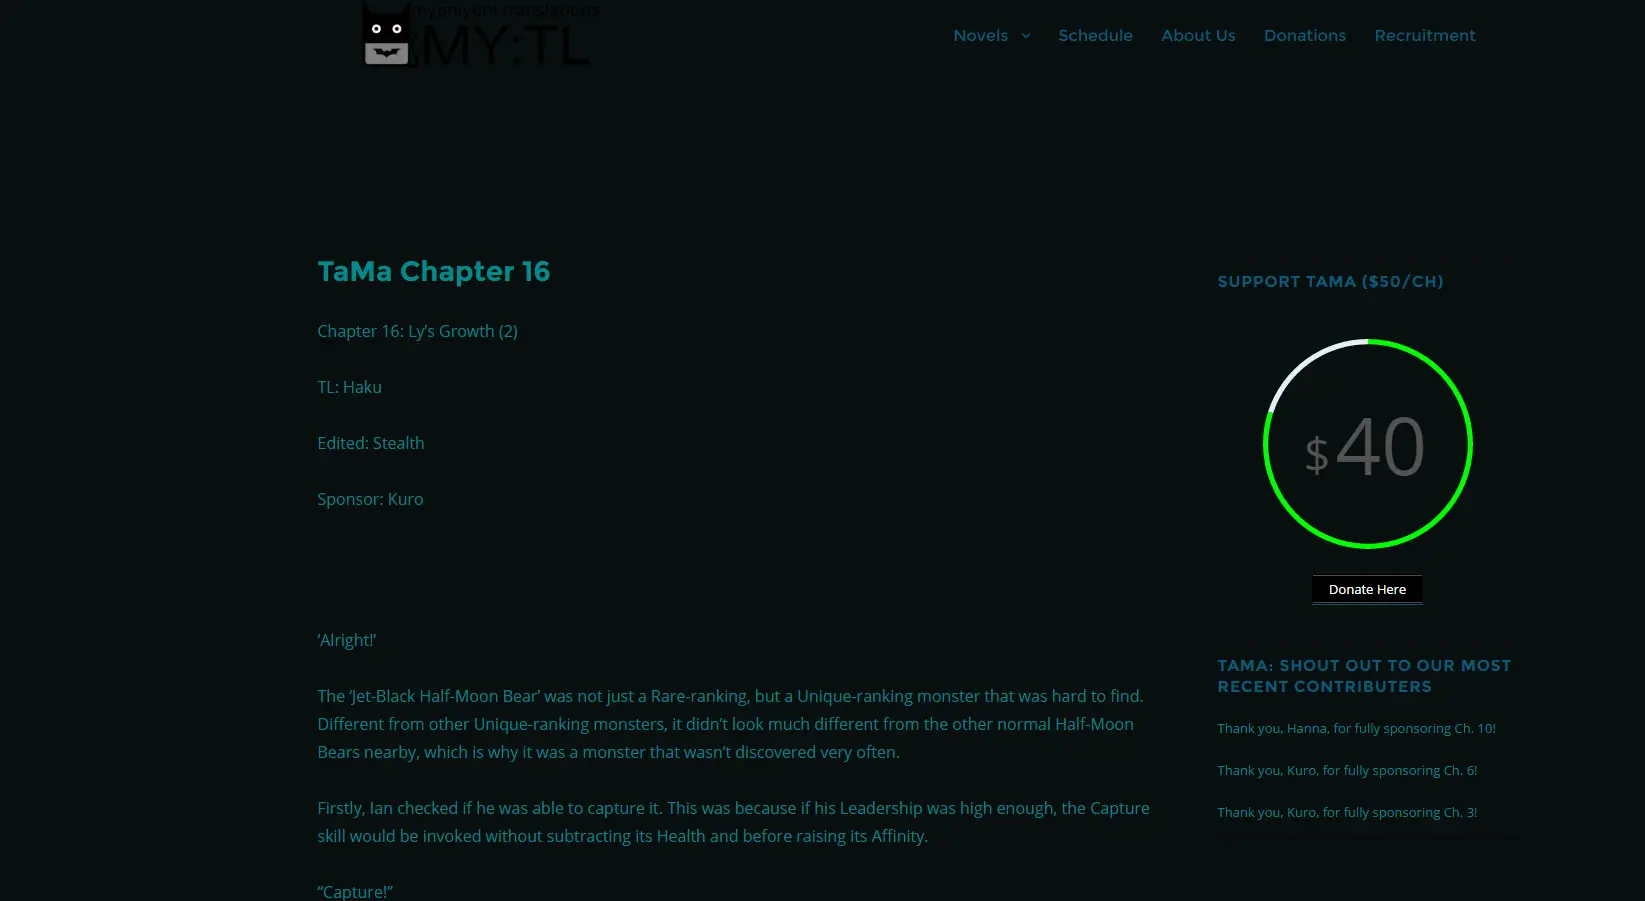 myoniyoni translations
MY:TL
Novels
Schedule
About Us
Donations
Recruitment
TaMa Chapter 16
Chapter 16: Ly’s Growth (2)
TL: Haku
Edited: Stealth
Sponsor: Kuro
‘Alright!’
The ‘Jet-Black Half-Moon Bear’ was not just a Rare-ranking, but a Unique-ranking monster that was hard to find.
Different from other Unique-ranking monsters, it didn’t look much different from the other normal Half-Moon
Bears nearby, which is why it was a monster that wasn’t discovered very often.
Firstly, Ian checked if he was able to capture it. This was because if his Leadership was high enough, the Capture
skill would be invoked without subtracting its Health and before raising its Affinity.
“Capture!”
SUPPORT TAMA ($50/CH)
$40
Donate Here
TAMA: SHOUT OUT TO OUR MOST
RECENT CONTRIBUTERS
Thank you, Hanna, for fully sponsoring Ch. 10!
Thank you, Kuro, for fully sponsoring Ch. 6!
Thank you, Kuro, for fully sponsoring Ch. 3!